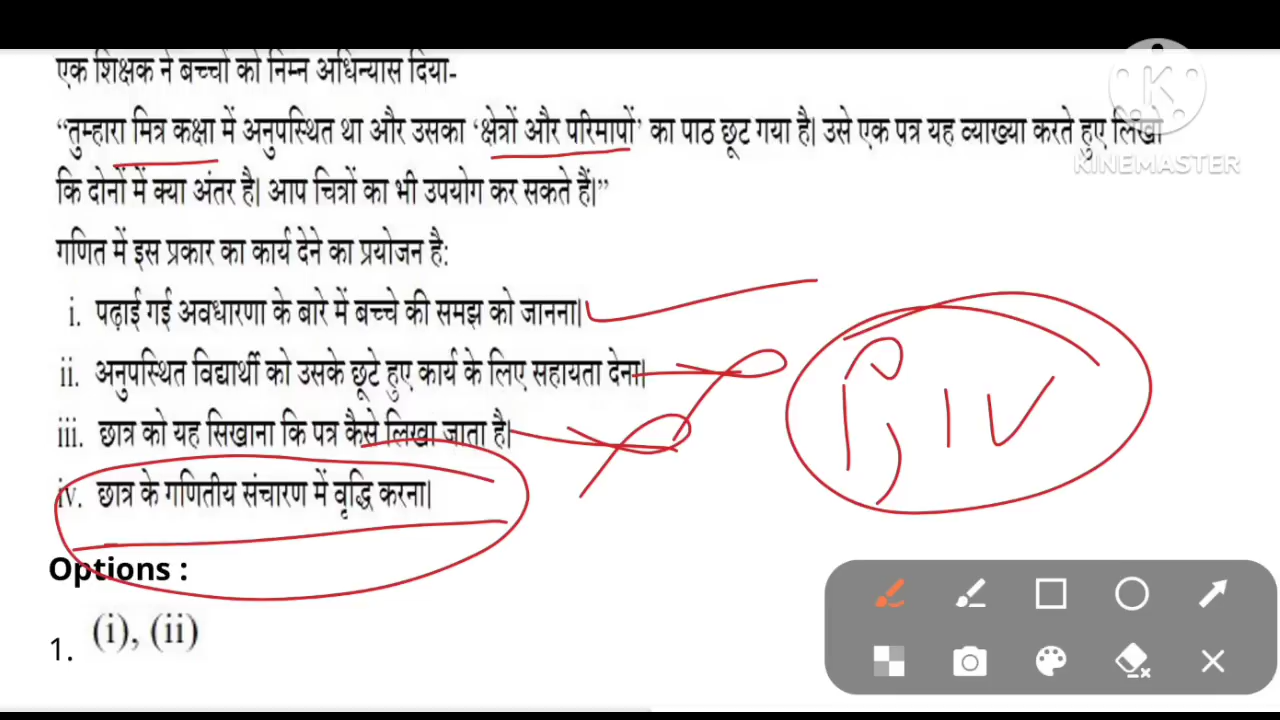 एक शिक्षक ने बच्चों को निम्न अधिन्यास दिया-
“तुम्हारा मित्र कक्षा में अनुपस्थित था और उसका ‘क्षेत्रों और परिमापों’ का पाठ छूट गया है। उसे एक पत्र यह व्याख्या करते हुए लिखो
कि दोनों में क्या अंतर है। आप चित्रों का भी उपयोग कर सकते हैं।”
गणित में इस प्रकार का कार्य देने का प्रयोजन है:
i. पढ़ाई गई अवधारणा के बारे में बच्चे की समझ को जानना।
ii. अनुपस्थित विद्यार्थी को उसके छूटे हुए कार्य के लिए सहायता देना।
iii. छात्र को यह सिखाना कि पत्र कैसे लिखा जाता है।
iv. छात्र के गणितीय संचारण में वृद्धि करना।
i, iv
Options :
1. (i), (ii)
K
KINEMASTER